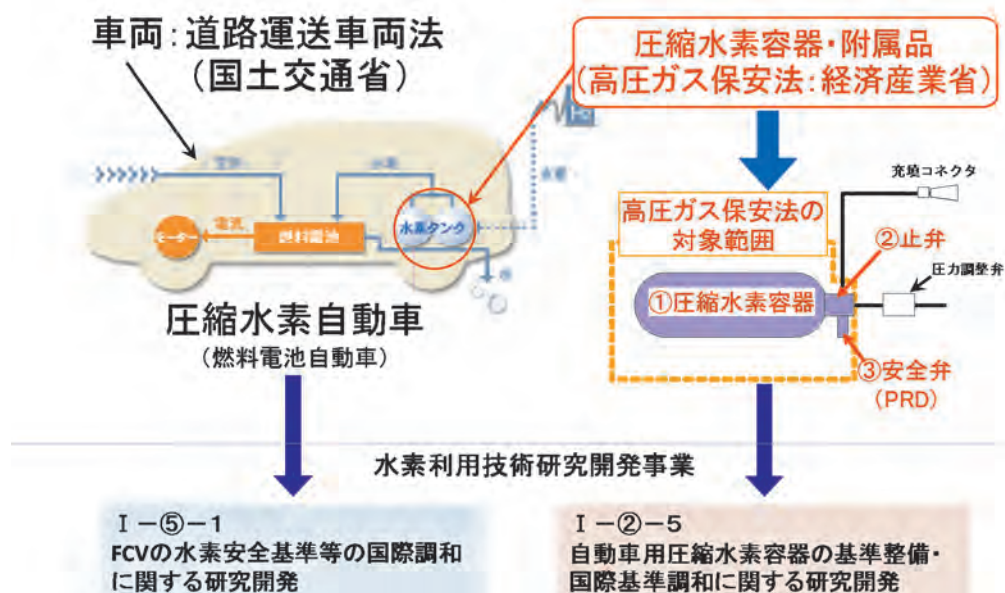 車両：道路運送車両法
（国土交通省）
圧縮水素容器・附属品
（高圧ガス保安法：経済産業省）
モーター
電流
燃料電池
水素タンク
圧縮水素自動車
（燃料電池自動車）
高圧ガス保安法の
対象範囲
充填コネクタ
②止弁
圧力調整弁
①圧縮水素容器
③安全弁
（PRD）
水素利用技術研究開発事業
Ⅰ－⑤－1
FCVの水素安全基準等の国際調和
に関する研究開発
Ⅰ－②－5
自動車用圧縮水素容器の基準整備・
国際基準調和に関する研究開発